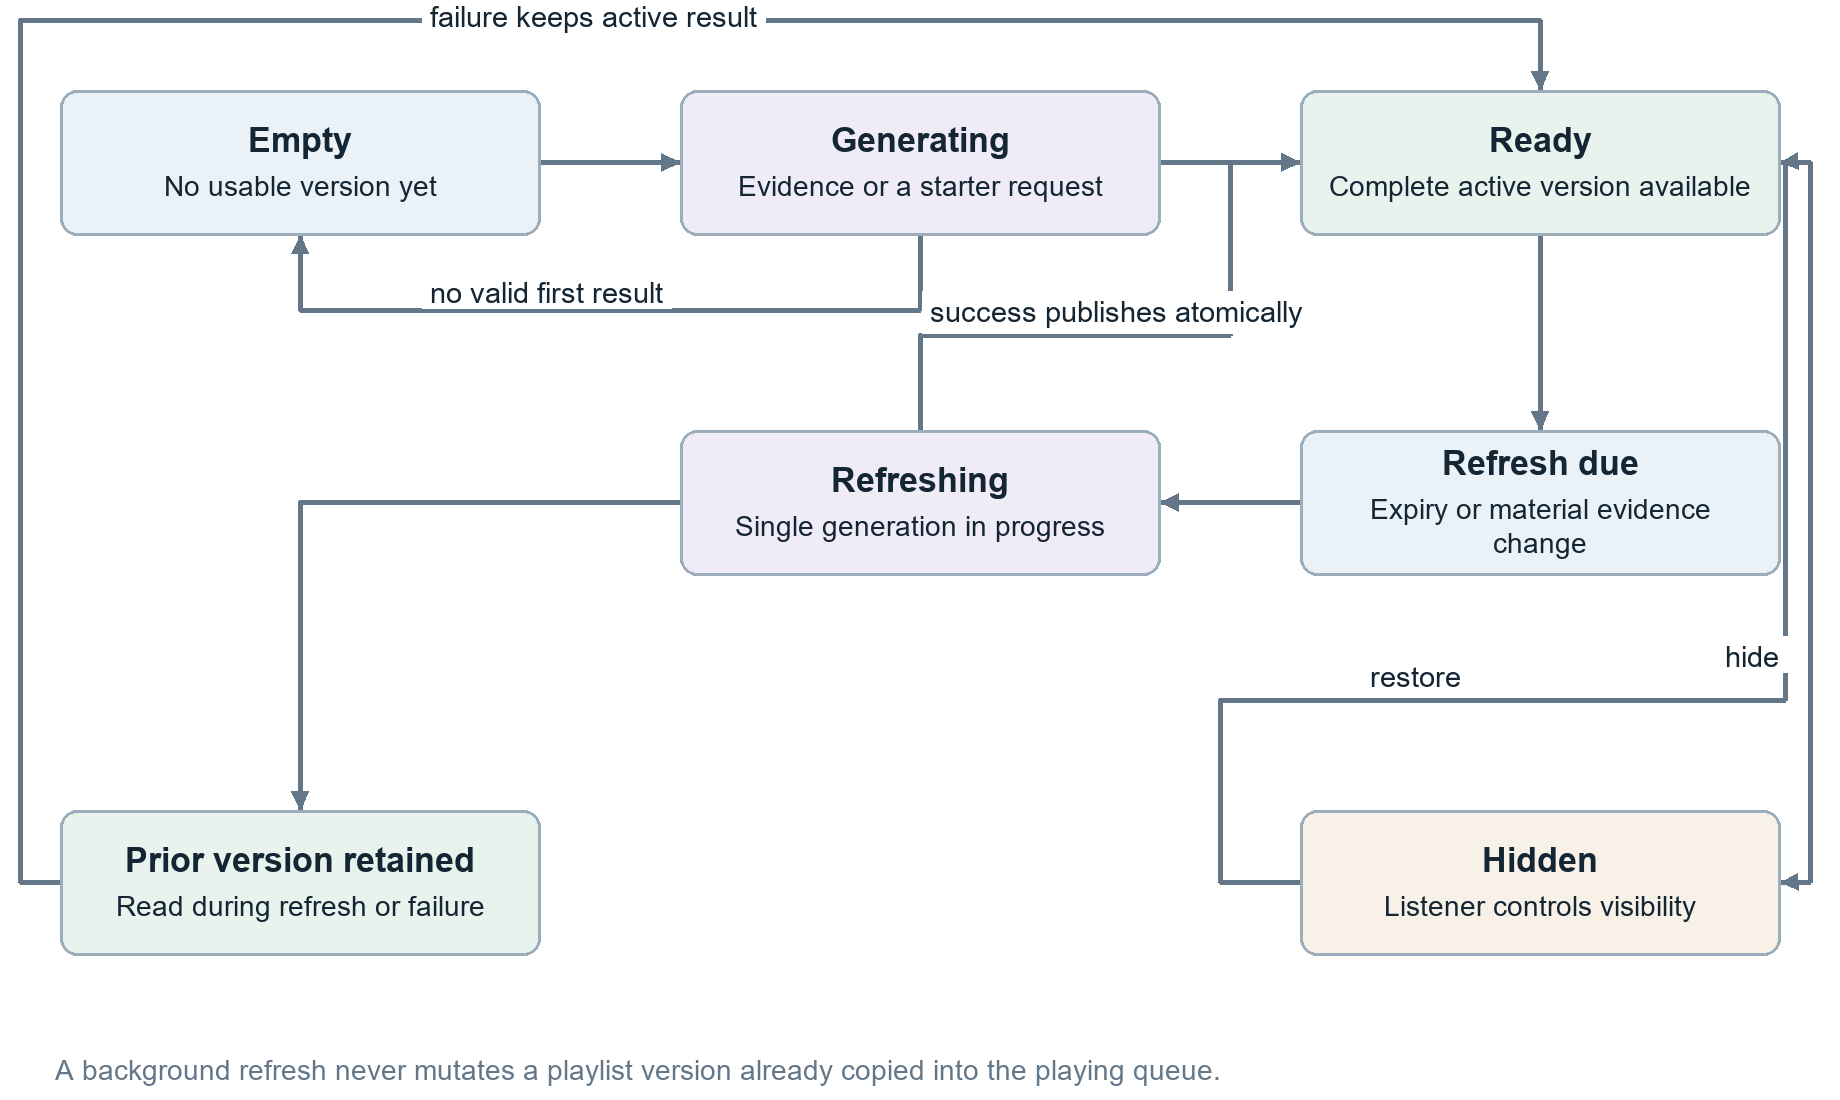 failure keeps active result
Empty
No usable version yet
Generating
Evidence or a starter request
Ready
Complete active version available
no valid first result
success publishes atomically
Refreshing
Single generation in progress
Refresh due
Expiry or material evidence
change
hide
restore
Prior version retained
Read during refresh or failure
Hidden
Listener controls visibility
A background refresh never mutates a playlist version already copied into the playing queue.